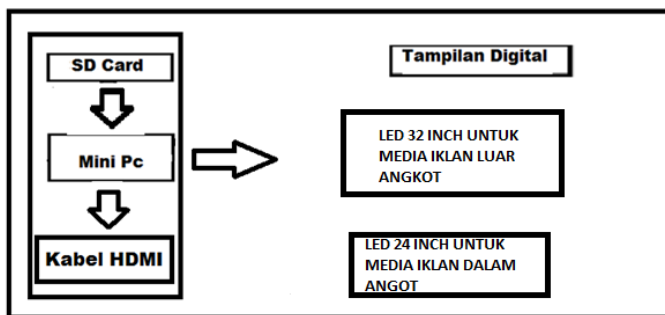 SD Card
Mini Pc
Kabel HDMI
Tampilan Digital
LED 32 INCH UNTUK
MEDIA IKLAN LUAR
ANGKOT
LED 24 INCH UNTUK
MEDIA IKLAN DALAM
ANGOT